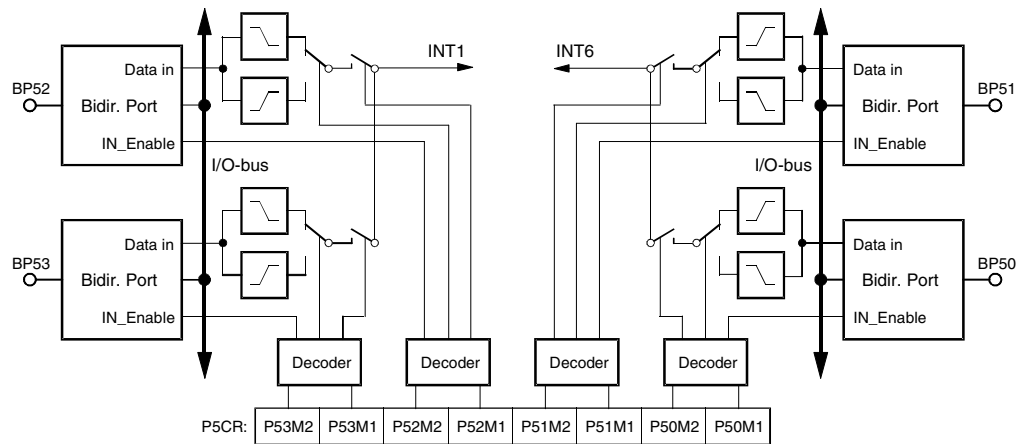 INT1 INT6
BP52 Data in Bidir. Port IN_Enable
Data in Bidir. Port IN_Enable BP51
I/O-bus I/O-bus
BP53 Data in Bidir. Port IN_Enable
Data in Bidir. Port IN_Enable BP50
Decoder Decoder Decoder Decoder
P5CR: P53M2 P53M1 P52M2 P52M1 P51M2 P51M1 P50M2 P50M1